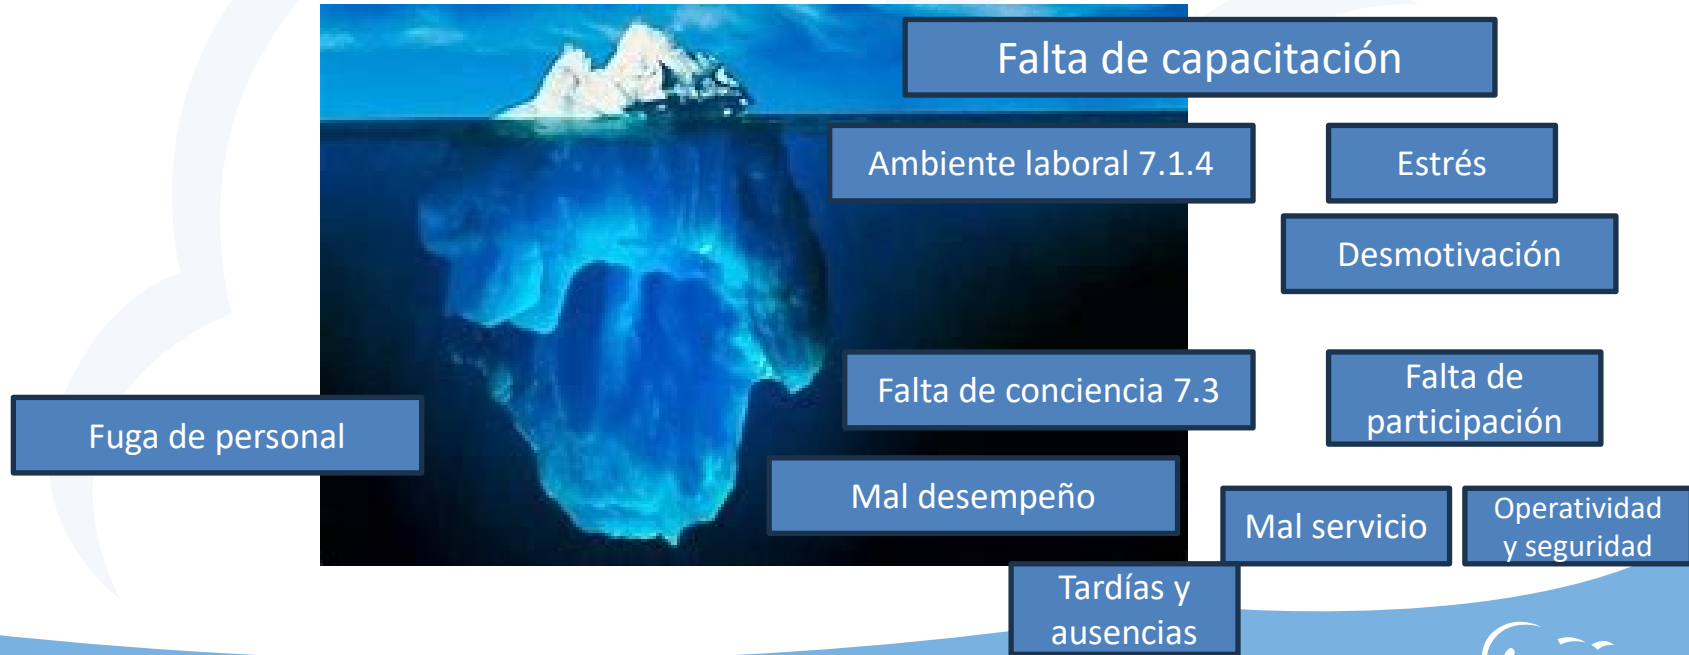 Falta de capacitación
Ambiente laboral 7.1.4
Estrés
Desmotivación
Falta de conciencia 7.3
Falta de
participación
Fuga de personal
Mal desempeño
Mal servicio
Operatividad
y seguridad
Tardías y
ausencias